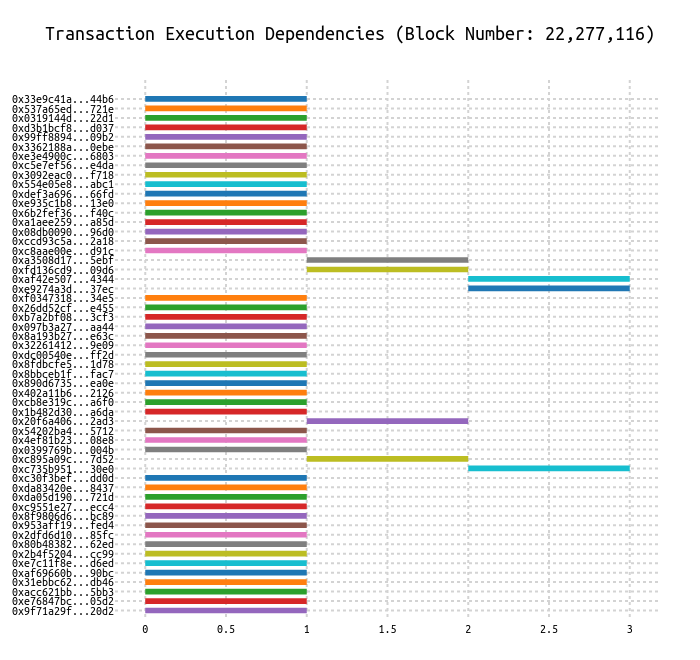 Transaction Execution Dependencies (Block Number: 22,277,116)
0x33e9c41a...44b6
0x537a65ed...721e
0x0319144d...22d1
0xd3b1bcf8...d037
0x99ff8894...09b2
0x3362188a...0ebe
0xe3e4900c...6803
0xc5e7ef56...e4da
0x3092eac0...f718
0x554e05e8...abc1
0xdef3a696...66fd
0xe935c1b8...13e0
0x6b2fef36...f40c
0xa1aee259...a85d
0x08db0090...96d0
0xccd93c5a...2a18
0xc8aae00e...d91c
0xa3508d17...5ebf
0xfd136cd9...09d6
0xaf42e507...4344
0xe9274a3d...37ec
0xf0347318...34e5
0x26dd52cf...e455
0xb7a2bf08...3cf3
0x097b3a27...aa44
0x8a193b27...e63c
0x32261412...9e09
0xdc00540e...ff2d
0x8fdbcfe5...1d78
0x8bbceb1f...fac7
0x890d6735...ea0e
0x402a11b6...2126
0xcb8e319c...a6f0
0x1b482d30...a6da
0x20f6a406...2ad3
0x54202ba4...5712
0x4ef81b23...08e8
0x0399769b...004b
0xc895a09c...7d52
0xc735b951...30e0
0xc30f3bef...dd0d
0xda83420e...8437
0xda05d190...721d
0xc9551e27...ecc4
0x8f9806d6...bc89
0x953aff19...fed4
0x2dfd6d10...85fc
0x80b48382...62ed
0x2b4f5204...cc99
0xe7c11f8e...d6ed
0xaf69660b...90bc
0x31ebbc62...db46
0xacc621bb...5bb3
0xe76847bc...05d2
0x9f71a29f...20d2
0 0.5 1 1.5 2 2.5 3